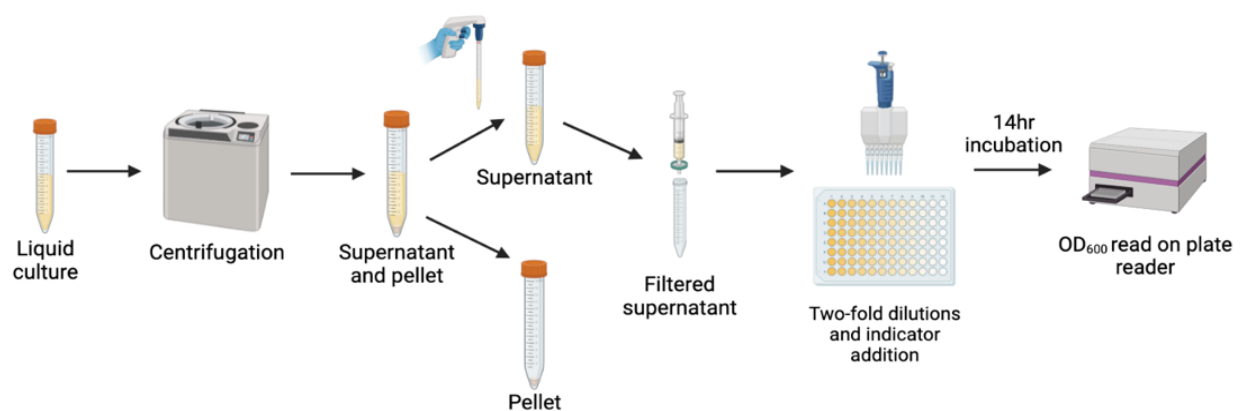 Liquid
culture
Centrifugation
Supernatant
and pellet
Supernatant
Pellet
Filtered
supernatant
Two-fold dilutions
and indicator
addition
14hr
incubation
OD₆₀₀ read on plate
reader